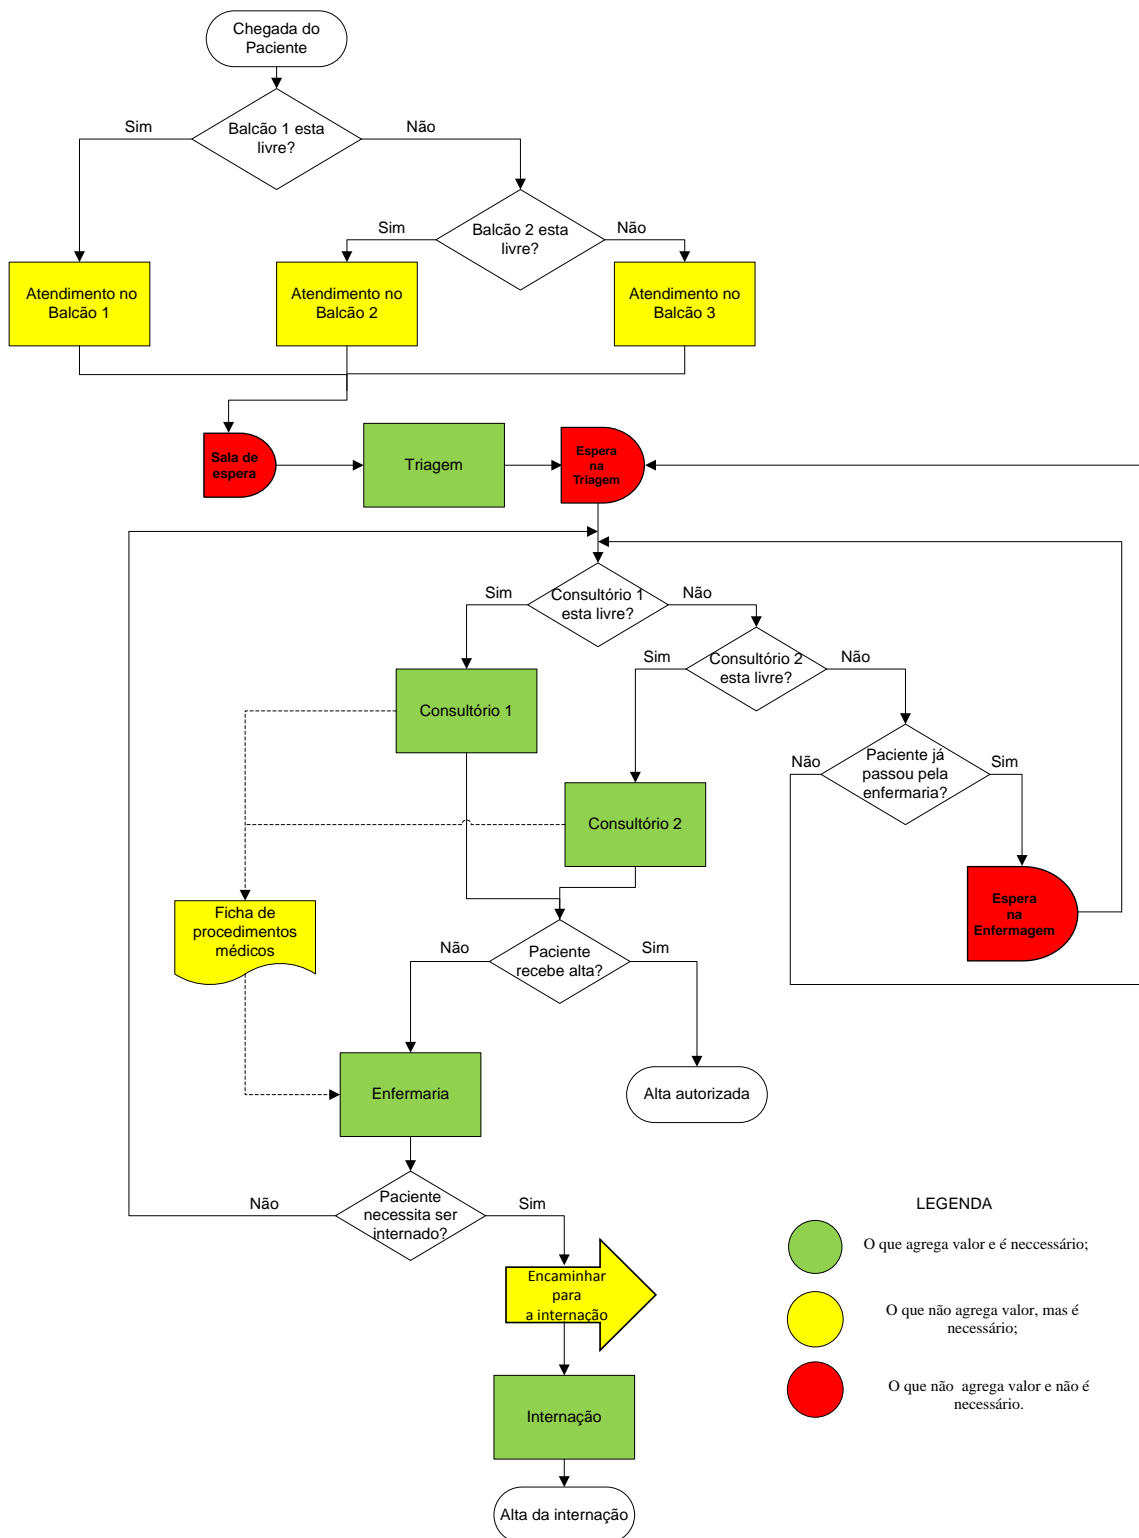 Chegada do
Paciente
Sim
Balcão 1 esta
livre?
Não
Sim
Balcão 2 esta
livre?
Não
Atendimento no
Balcão 1
Atendimento no
Balcão 2
Atendimento no
Balcão 3
Sala de
espera
Triagem
Espera
na
Triagem
Sim
Consultório 1
esta livre?
Não
Sim
Consultório 2
esta livre?
Não
Consultório 1
Não
Paciente já
passou pela
enfermaria?
Sim
Consultório 2
Espera
na
Enfermagem
Ficha de
procedimentos
médicos
Não
Paciente
recebe alta?
Sim
Enfermaria
Alta autorizada
Não
Paciente
necessita ser
internado?
Sim
Encaminhar
para
a internação
Internação
Alta da internação
LEGENDA
O que agrega valor e é neccessário;
O que não agrega valor, mas é
necessário;
O que não agrega valor e não é
necessário.